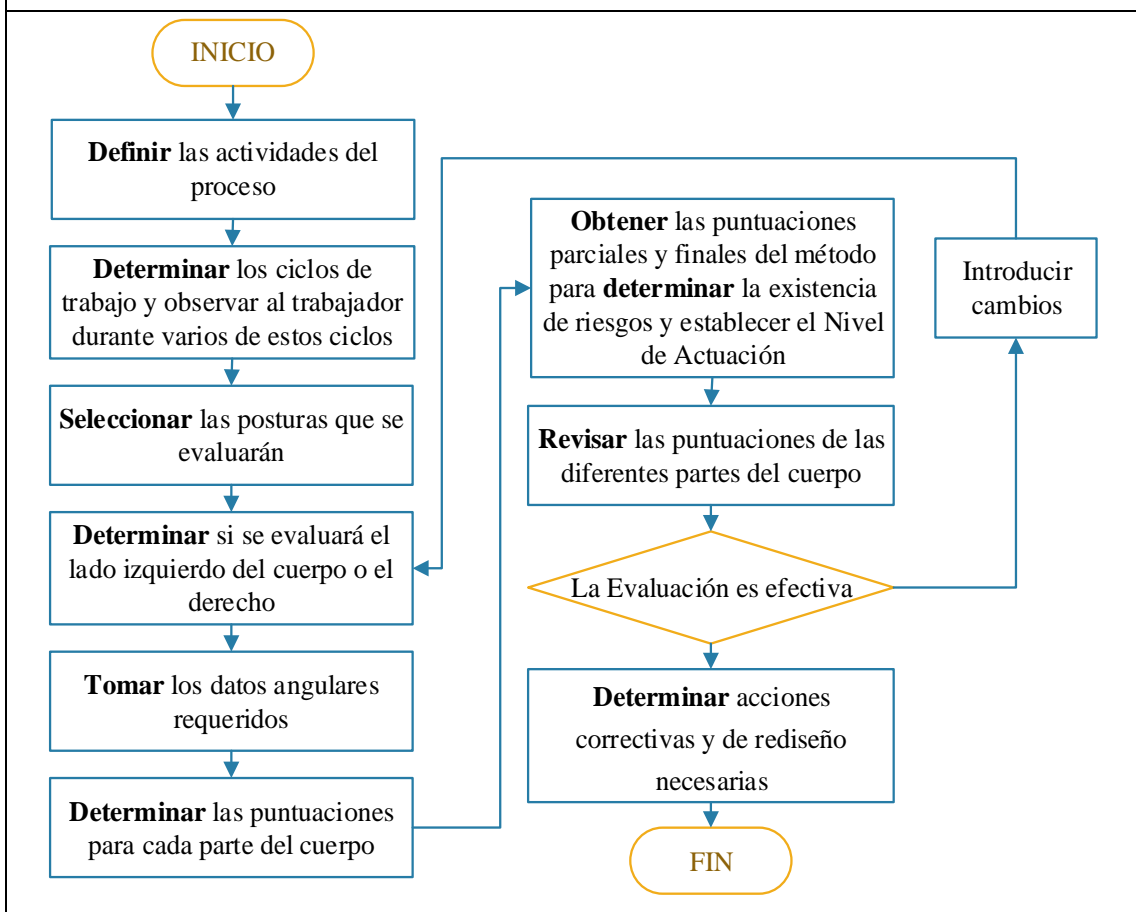 INICIO
Definir las actividades del
proceso
Determinar los ciclos de
trabajo y observar al trabajador
durante varios de estos ciclos
Seleccionar las posturas que se
evaluarán
Determinar si se evaluará el
lado izquierdo del cuerpo o el
derecho
Tomar los datos angulares
requeridos
Determinar las puntuaciones
para cada parte del cuerpo
Obtener las puntuaciones
parciales y finales del método
para determinar la existencia
de riesgos y establecer el Nivel
de Actuación
Revisar las puntuaciones de las
diferentes partes del cuerpo
La Evaluación es efectiva
Introducir
cambios
Determinar acciones
correctivas y de rediseño
necesarias
FIN